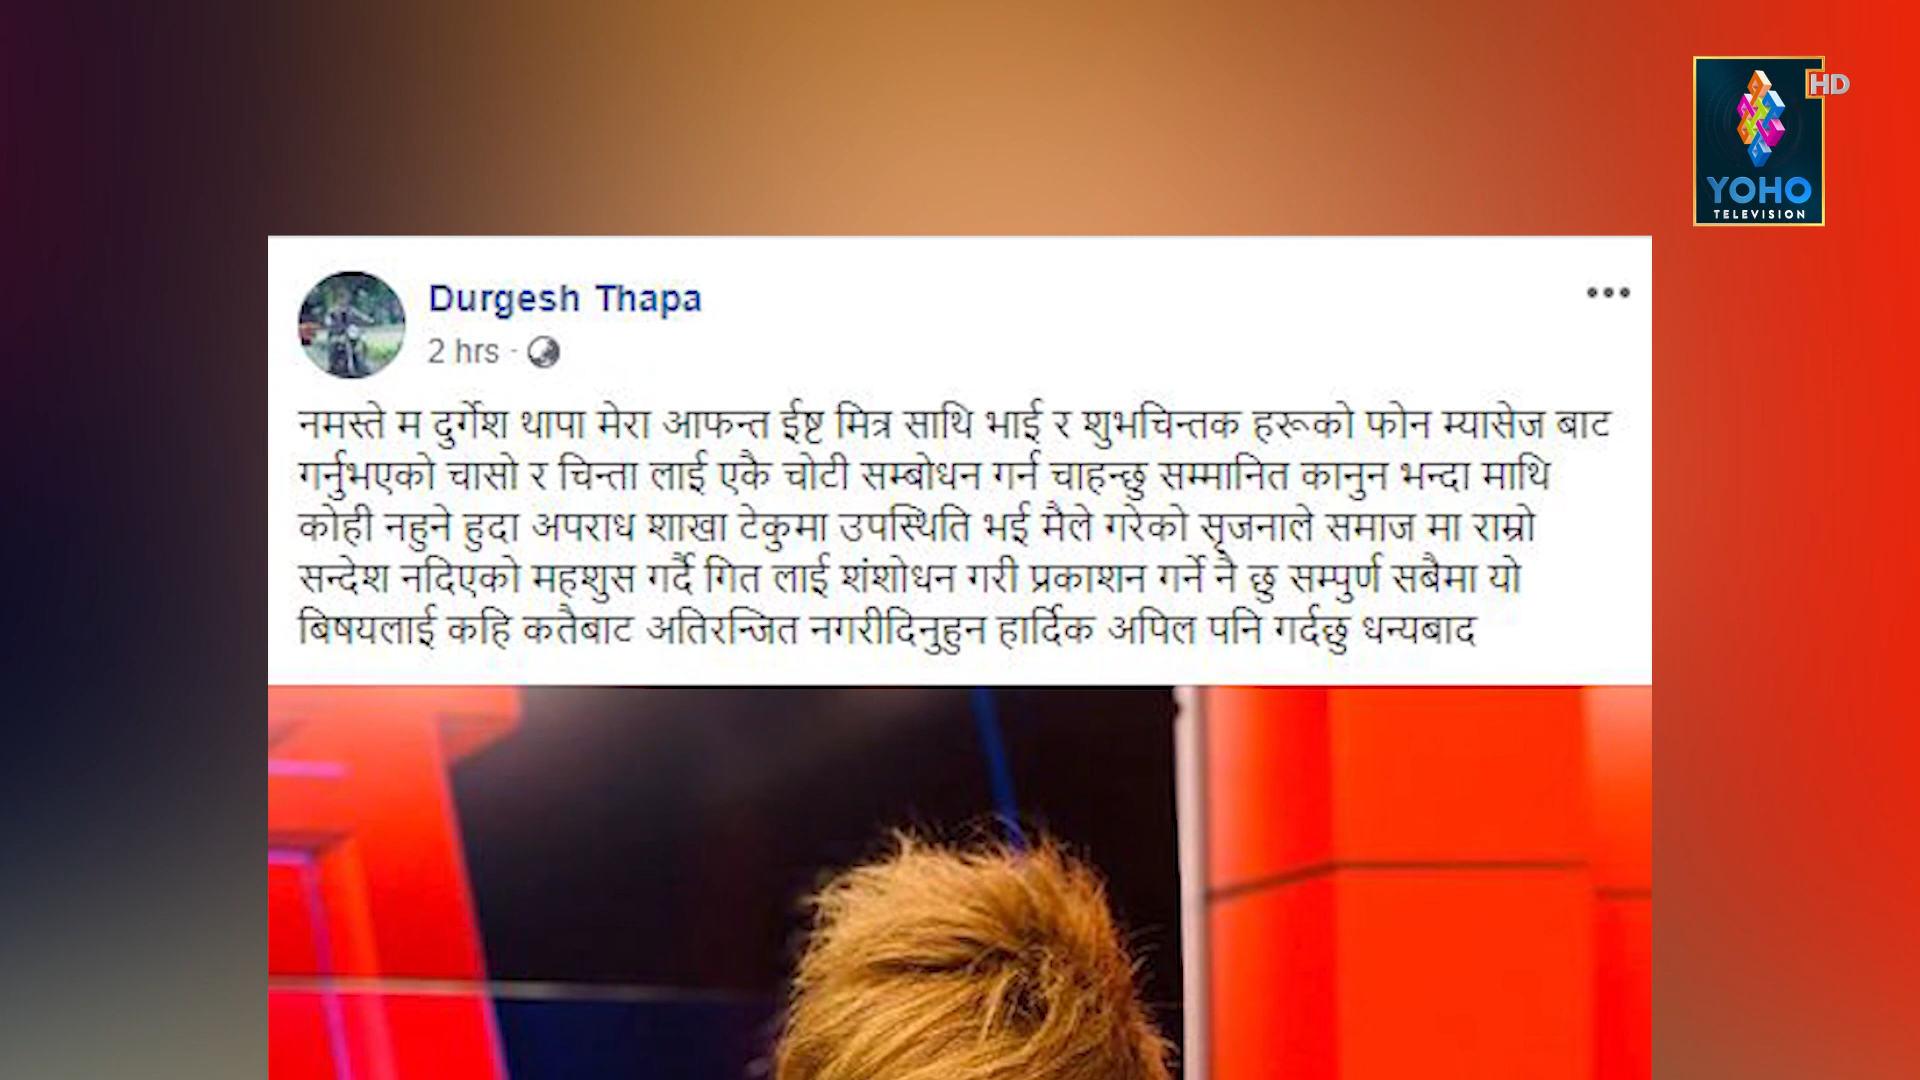 HD
YOHO
TELEVISION
Durgesh Thapa
2 hrs ·
नमस्ते म दुर्गेश थापा मेरा आफन्त ईष्ट मित्र साथि भाई र शुभचिन्तक हरूको फोन म्यासेज बाट
गर्नुभएको चासो र चिन्ता लाई एकै चोटी सम्बोधन गर्न चाहन्छु सम्मानित कानुन भन्दा माथि
कोही नहुने हुदा अपराध शाखा टेकुमा उपस्थिति भई मैले गरेको सृजनाले समाज मा राम्रो
सन्देश नदिएको महशुस गर्दै गित लाई शंशोधन गरी प्रकाशन गर्ने नै छु सम्पुर्ण सबैमा यो
बिषयलाई कहि कतैबाट अतिरन्जित नगरीदिनुहुन हार्दिक अपिल पनि गर्दछु धन्यबाद